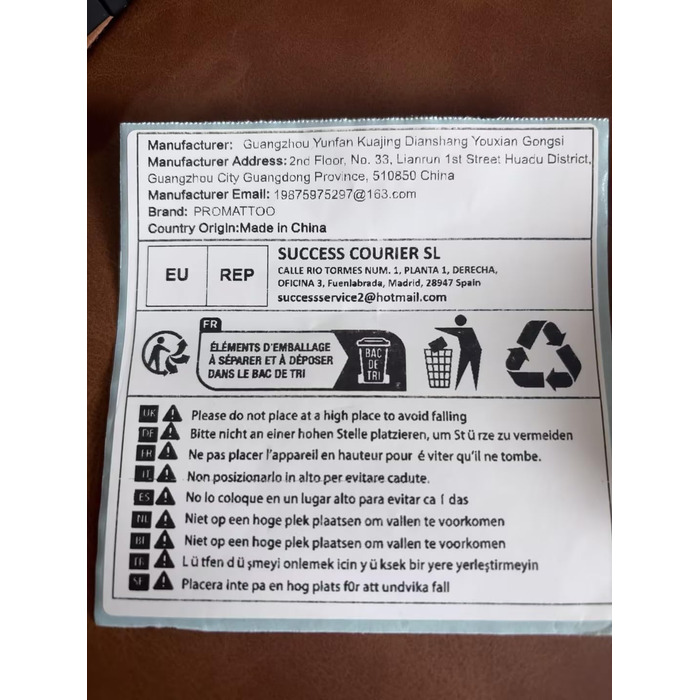 Manufacturer: Guangzhou Yunfan Kuajing Dianshang Youxian Gongsi
Manufacturer Address: 2nd Floor, No. 33, Lianrun 1st Street Huadu District,
Guangzhou City Guangdong Province, 510850 China
Manufacturer Email: 19875975297@163.com
Brand: PROMATTOO
Country Origin:Made in China
EU REP
SUCCESS COURIER SL
CALLE RIO TORMES NUM. 1, PLANTA 1, DERECHA,
OFICINA 3, Fuenlabrada, Madrid, 28947 Spain
successservice2@hotmail.com
FR
ÉLÉMENTS D'EMBALLAGE
À SÉPARER ET À DÉPOSER
DANS LE BAC DE TRI
BAC
DE
TRI
UK Please do not place at a high place to avoid falling
DE Bitte nicht an einer hohen Stelle platzieren, um St ü rze zu vermeiden
FR Ne pas placer l'appareil en hauteur pour é viter qu'il ne tombe.
IT Non posizionarlo in alto per evitare cadute.
ES No lo coloque en un lugar alto para evitar ca í das
NL Niet op een hoge plek plaatsen om vallen te voorkomen
Niet op een hoge plek plaatsen om vallen te voorkomen
TR L ü tfen d ü şmeyi onlemek icin y ü ksek bir yere yerleştirmeyin
SE Placera inte pa en hog plats för att undvika fall